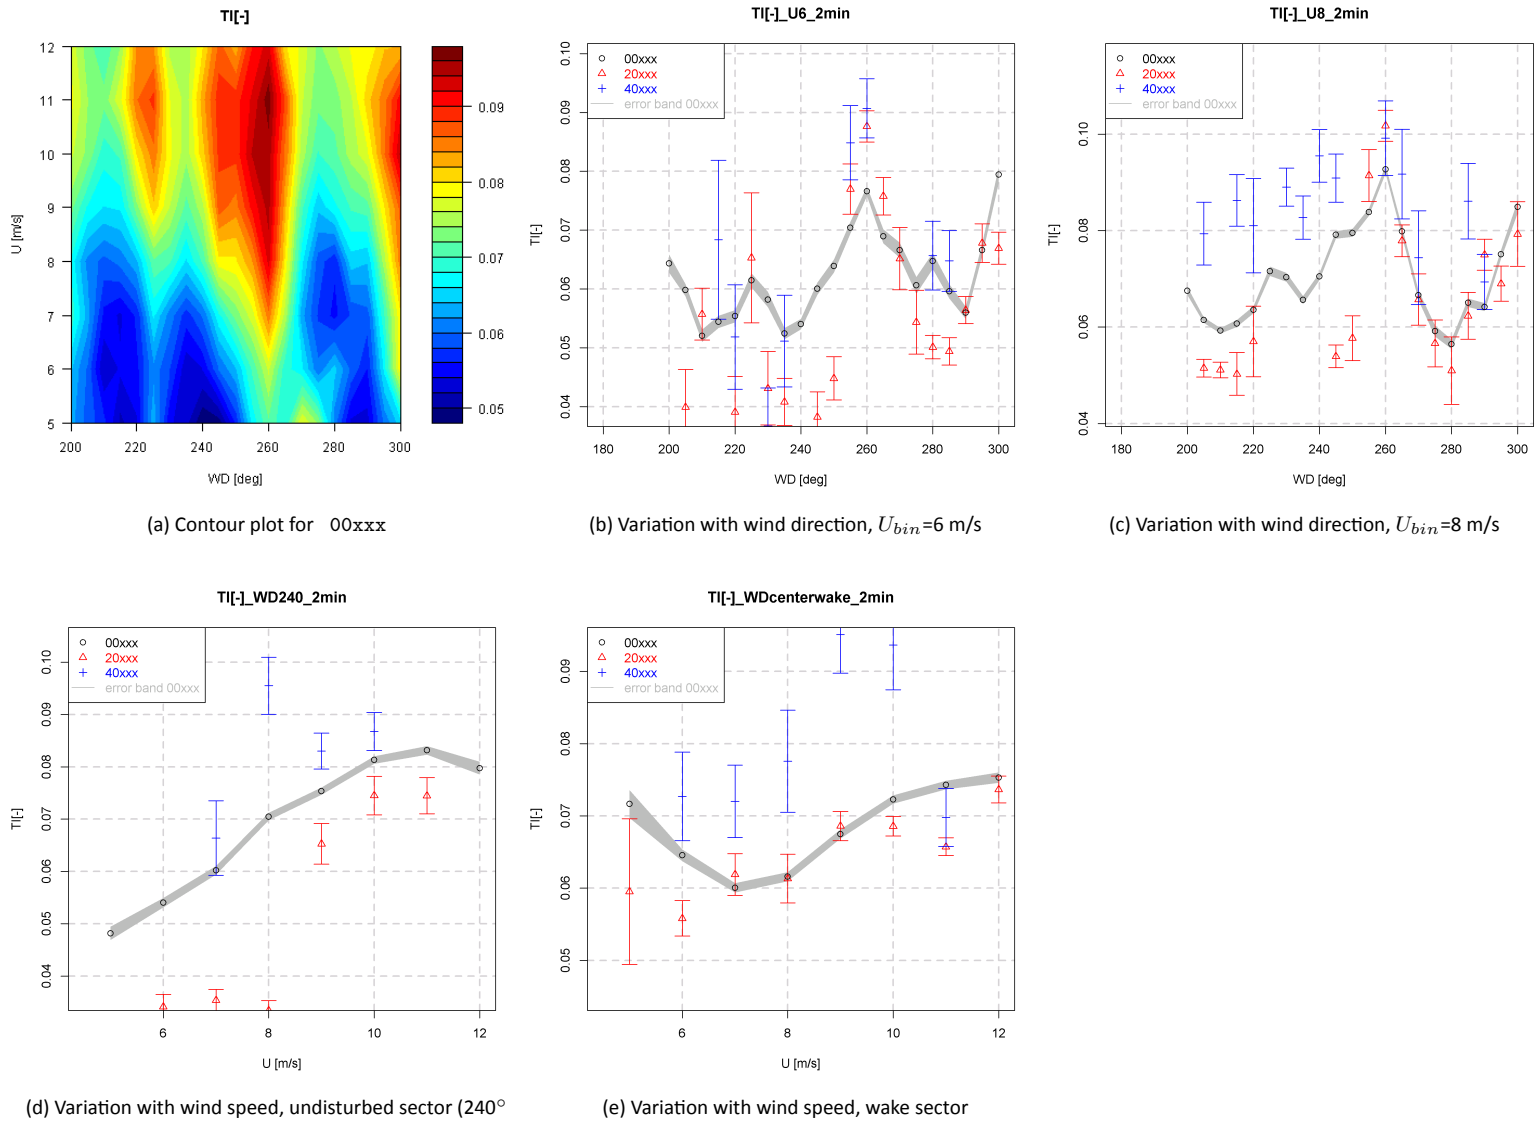 TI[-]
12
11
10
9
8
7
6
5
U [m/s]
200 220 240 260 280 300
WD [deg]
0.09
0.08
0.07
0.06
0.05
(a) Contour plot for 00xxx
TI[-]_U6_2min
00xxx
20xxx
40xxx
error band 00xxx
0.10
0.09
0.08
0.07
0.06
0.05
0.04
TI[-]
180 200 220 240 260 280 300
WD [deg]
(b) Variation with wind direction, U_bin=6 m/s
TI[-]_U8_2min
00xxx
20xxx
40xxx
error band 00xxx
0.10
0.08
0.06
0.04
TI[-]
180 200 220 240 260 280 300
WD [deg]
(c) Variation with wind direction, U_bin=8 m/s
TI[-]_WD240_2min
00xxx
20xxx
40xxx
error band 00xxx
0.10
0.09
0.08
0.07
0.06
0.05
0.04
TI[-]
6 8 10 12
U [m/s]
(d) Variation with wind speed, undisturbed sector (240°
TI[-]_WDcenterwake_2min
00xxx
20xxx
40xxx
error band 00xxx
0.09
0.08
0.07
0.06
0.05
TI[-]
6 8 10 12
U [m/s]
(e) Variation with wind speed, wake sector